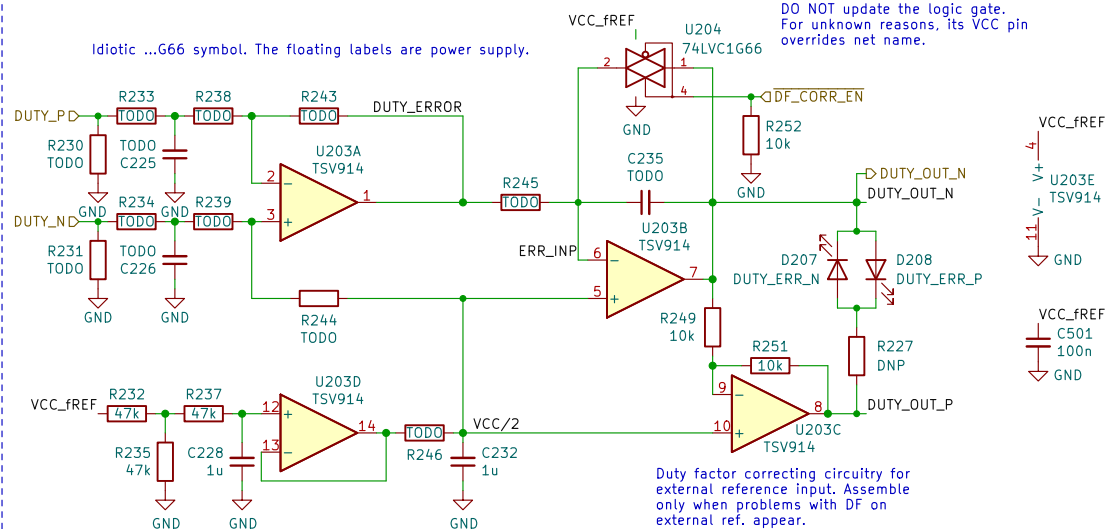 DO NOT update the logic gate.
For unknown reasons, its VCC pin
overrides net name.
VCC_fREF
U204
74LVC1G66
Idiotic ...G66 symbol. The floating labels are power supply.
2
1
4
GND
DF_CORR_EN
R252
10k
GND
R233
TODO
R238
TODO
R243
TODO
DUTY_ERROR
DUTY_P
R230
TODO
TODO
C225
GND
GND
U203A
TSV914
2
3
1
R234
TODO
R239
TODO
DUTY_N
R231
TODO
TODO
C226
GND
GND
R244
TODO
R245
TODO
C235
TODO
U203B
TSV914
ERR_INP
6
5
7
DUTY_OUT_N
DUTY_OUT_N
D207
DUTY_ERR_N
D208
DUTY_ERR_P
VCC_fREF
4
V+
U203E
TSV914
V-
11
GND
VCC_fREF
C501
100n
GND
R249
10k
R251
10k
R227
DNP
9
10
8
DUTY_OUT_P
U203C
TSV914
VCC_fREF
R232
47k
R237
47k
U203D
TSV914
12
13
14
VCC/2
TODO
R246
R235
47k
C228
1u
C232
1u
GND
GND
GND
Duty factor correcting circuitry for
external reference input. Assemble
only when problems with DF on
external ref. appear.